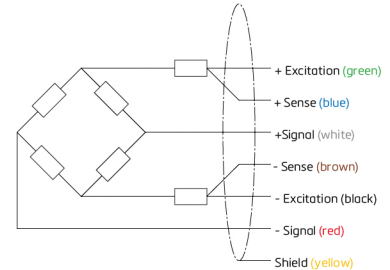 + Excitation (green)
+ Sense (blue)
+Signal (white)
- Sense (brown)
- Excitation (black)
- Signal (red)
Shield (yellow)